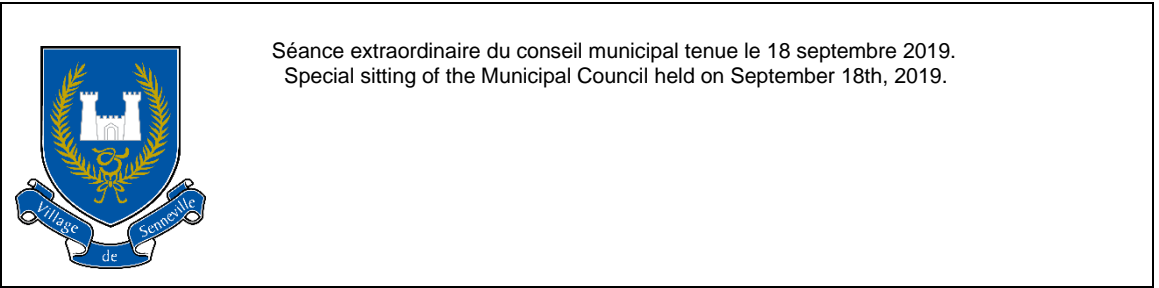 Séance extraordinaire du conseil municipal tenue le 18 septembre 2019.
Special sitting of the Municipal Council held on September 18th, 2019.
Village
de
Senneville